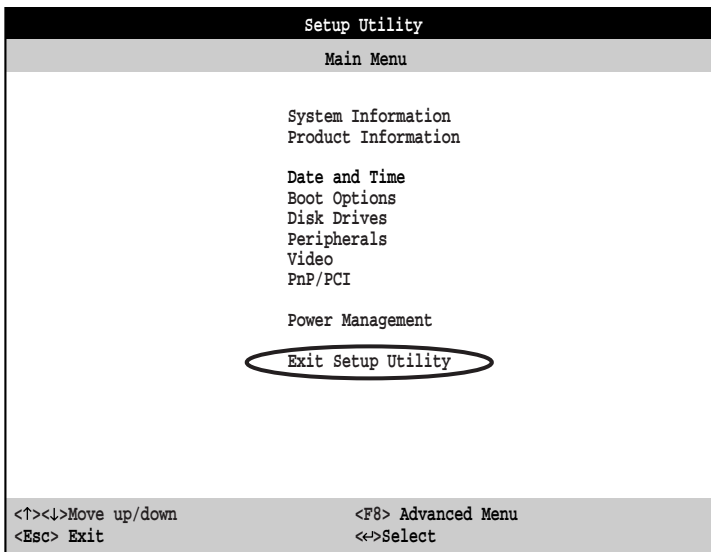 Setup Utility
Main Menu
System Information
Product Information
Date and Time
Boot Options
Disk Drives
Peripherals
Video
PnP/PCI
Power Management
Exit Setup Utility
<↑><↓>Move up/down <F8> Advanced Menu
<Esc> Exit <↵>Select